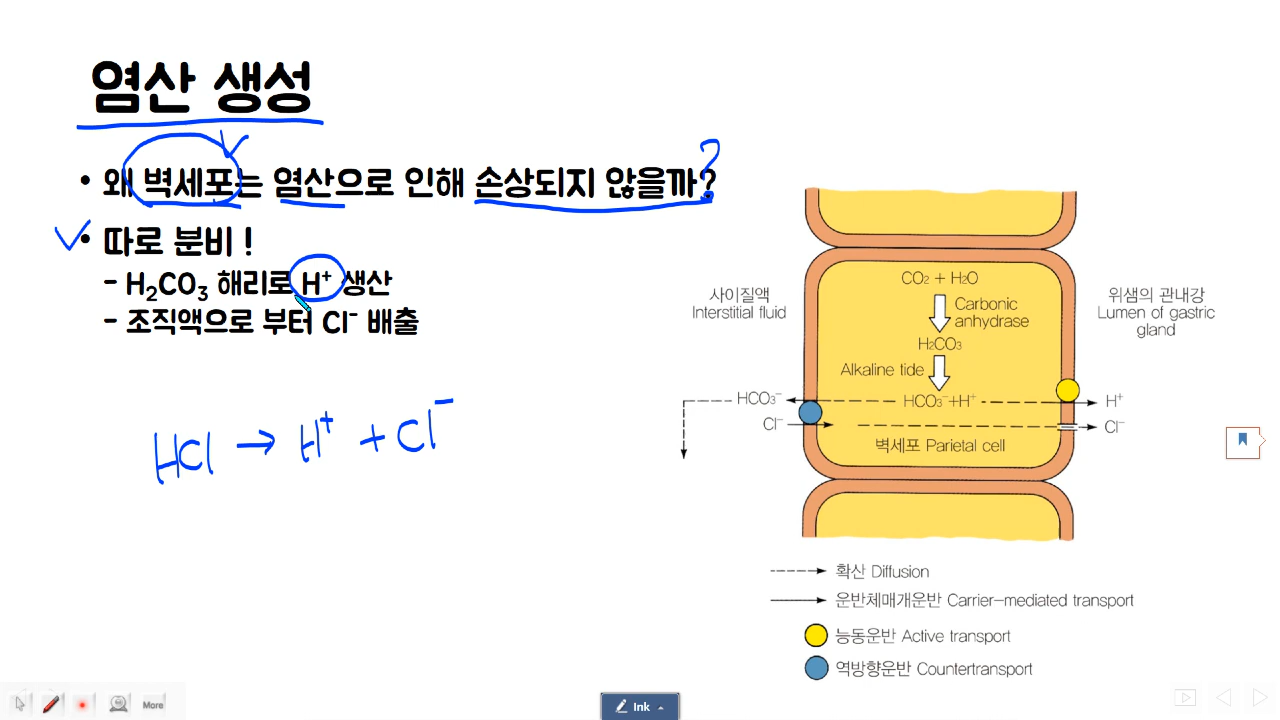 염산 생성
• 왜 벽세포는 염산으로 인해 손상되지 않을까?
• 따로 분비!
- H₂CO₃ 해리로 H⁺ 생산
- 조직액으로 부터 Cl⁻ 배출
HCl → H⁺ + Cl⁻
사이질액
Interstitial fluid
CO₂ + H₂O
Carbonic
anhydrase
H₂CO₃
Alkaline tide
HCO₃⁻
HCO₃⁻+H⁺
H⁺
Cl⁻
Cl⁻
벽세포 Parietal cell
위샘의 관내강
Lumen of gastric
gland
확산 Diffusion
운반체매개운반 Carrier-mediated transport
능동운반 Active transport
역방향운반 Countertransport
More
Ink